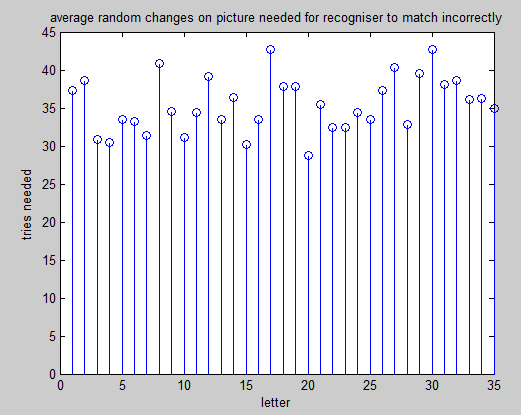 average random changes on picture needed for recogniser to match incorrectly
45
40
35
30
25
20
15
10
5
0
tries needed
0 5 10 15 20 25 30 35
letter